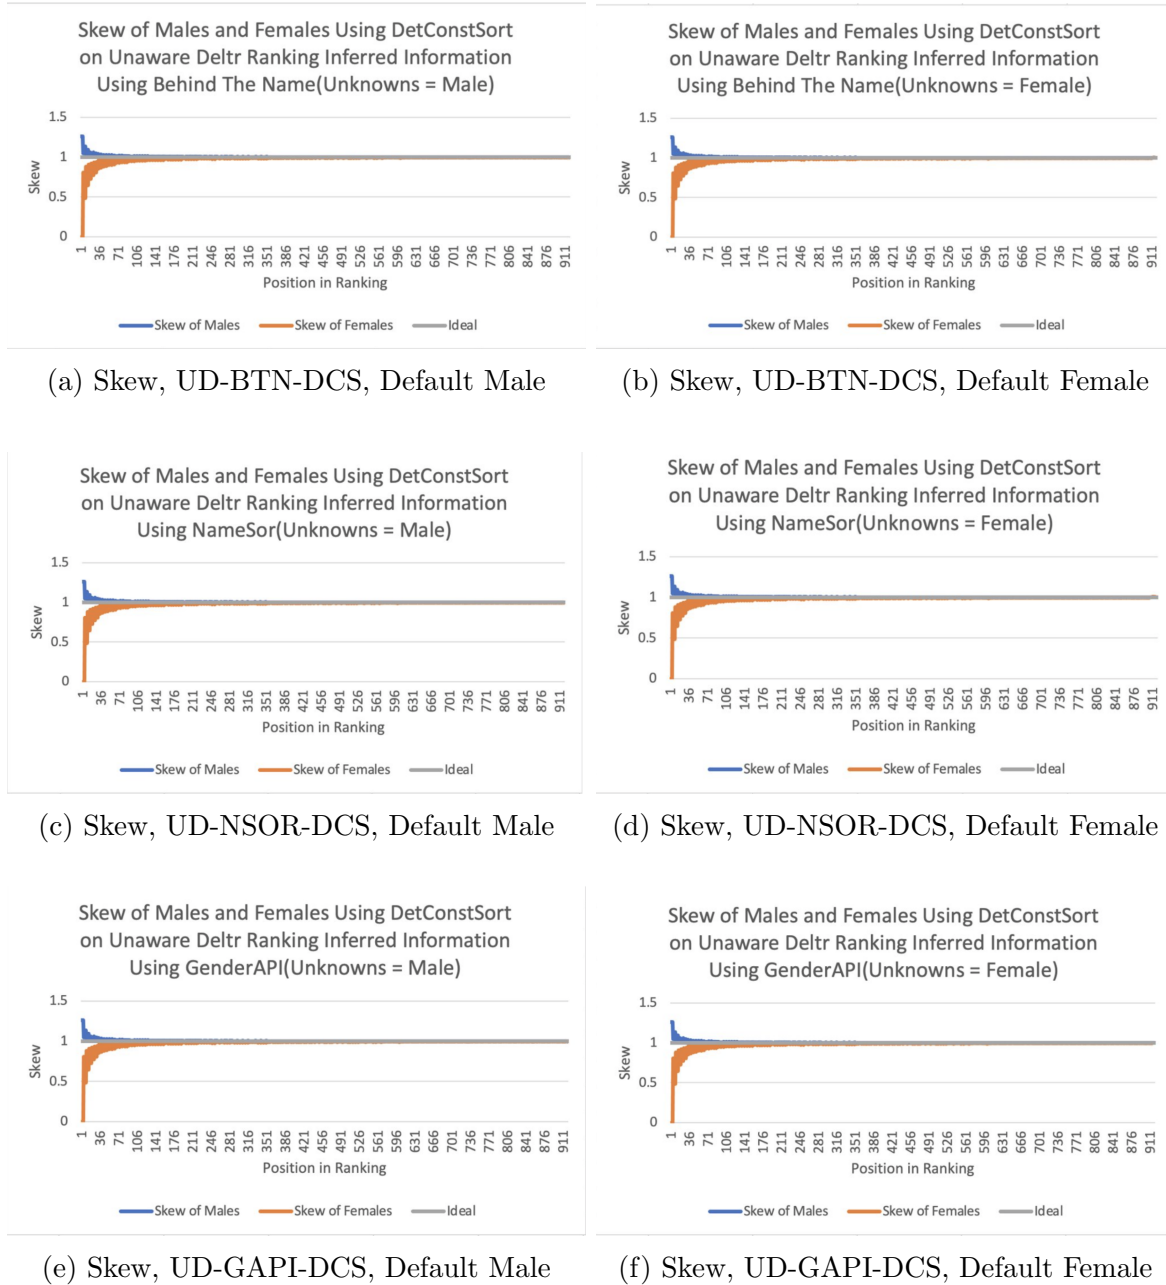 Skew of Males and Females Using DetConstSort
on Unaware Deltr Ranking Inferred Information
Using Behind The Name(Unknowns = Male)
1.5
1
0.5
0
Skew
1 36 71 106 141 176 211 246 281 316 351 386 421 456 491 526 561 596 631 666 701 736 771 806 841 876 911
Position in Ranking
Skew of Males Skew of Females Ideal
(a) Skew, UD-BTN-DCS, Default Male
Skew of Males and Females Using DetConstSort
on Unaware Deltr Ranking Inferred Information
Using Behind The Name(Unknowns = Female)
1.5
1
0.5
0
Skew
1 36 71 106 141 176 211 246 281 316 351 386 421 456 491 526 561 596 631 666 701 736 771 806 841 876 911
Position in Ranking
Skew of Males Skew of Females Ideal
(b) Skew, UD-BTN-DCS, Default Female
Skew of Males and Females Using DetConstSort
on Unaware Deltr Ranking Inferred Information
Using NameSor(Unknowns = Male)
1.5
1
0.5
0
Skew
1 36 71 106 141 176 211 246 281 316 351 386 421 456 491 526 561 596 631 666 701 736 771 806 841 876 911
Position in Ranking
Skew of Males Skew of Females Ideal
(c) Skew, UD-NSOR-DCS, Default Male
Skew of Males and Females Using DetConstSort
on Unaware Deltr Ranking Inferred Information
Using NameSor(Unknowns = Female)
1.5
1
0.5
0
Skew
1 36 71 106 141 176 211 246 281 316 351 386 421 456 491 526 561 596 631 666 701 736 771 806 841 876 911
Position in Ranking
Skew of Males Skew of Females Ideal
(d) Skew, UD-NSOR-DCS, Default Female
Skew of Males and Females Using DetConstSort
on Unaware Deltr Ranking Inferred Information
Using GenderAPI(Unknowns = Male)
1.5
1
0.5
0
Skew
1 36 71 106 141 176 211 246 281 316 351 386 421 456 491 526 561 596 631 666 701 736 771 806 841 876 911
Position in Ranking
Skew of Males Skew of Females Ideal
(e) Skew, UD-GAPI-DCS, Default Male
Skew of Males and Females Using DetConstSort
on Unaware Deltr Ranking Inferred Information
Using GenderAPI(Unknowns = Female)
1.5
1
0.5
0
Skew
1 36 71 106 141 176 211 246 281 316 351 386 421 456 491 526 561 596 631 666 701 736 771 806 841 876 911
Position in Ranking
Skew of Males Skew of Females Ideal
(f) Skew, UD-GAPI-DCS, Default Female